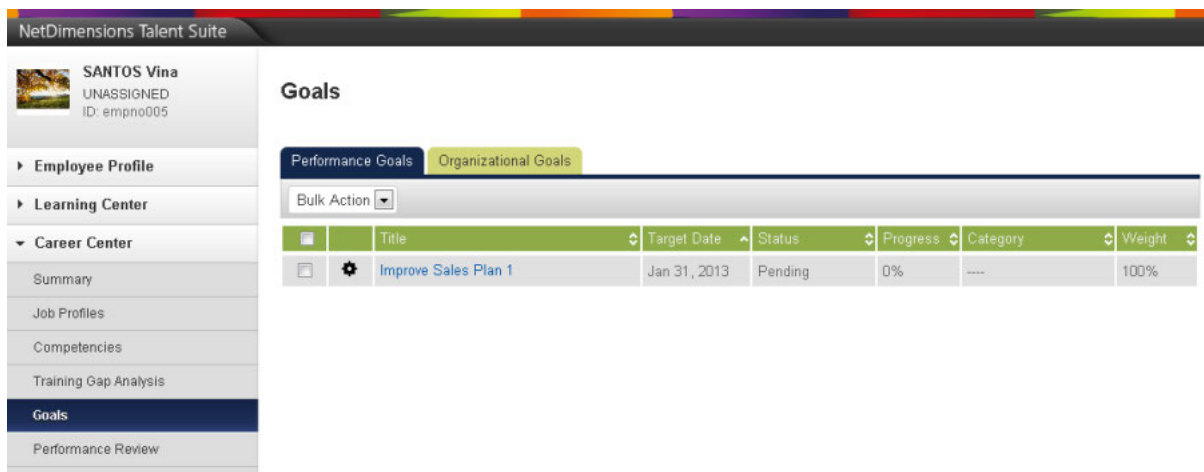 NetDimensions Talent Suite
SANTOS Vina
UNASSIGNED
ID: empno005
Employee Profile
Learning Center
Career Center
Summary
Job Profiles
Competencies
Training Gap Analysis
Goals
Performance Review
Goals
Performance Goals Organizational Goals
Bulk Action
Title Target Date Status Progress Category Weight
Improve Sales Plan 1 Jan 31, 2013 Pending 0% ---- 100%